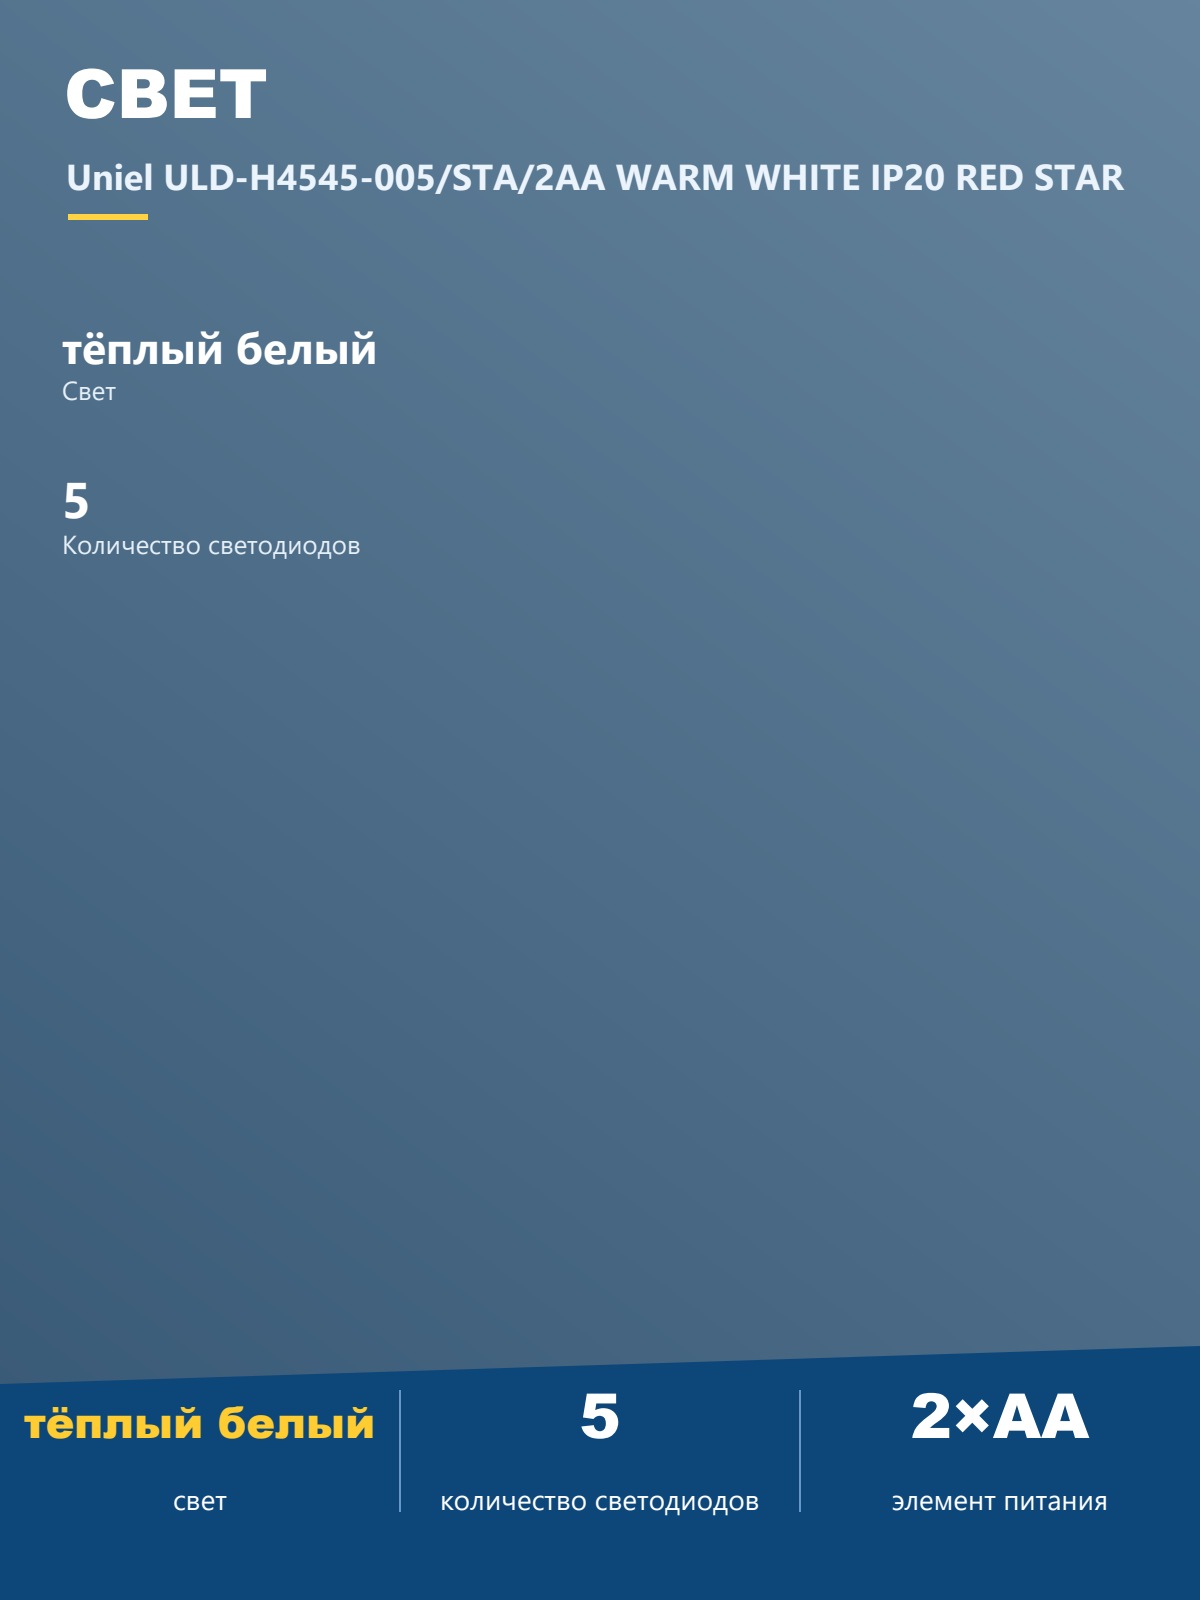 СВЕТ
Uniel ULD-H4545-005/STA/2AA WARM WHITE IP20 RED STAR
тёплый белый
Свет
5
Количество светодиодов
тёплый белый
свет
5
количество светодиодов
2×AA
элемент питания